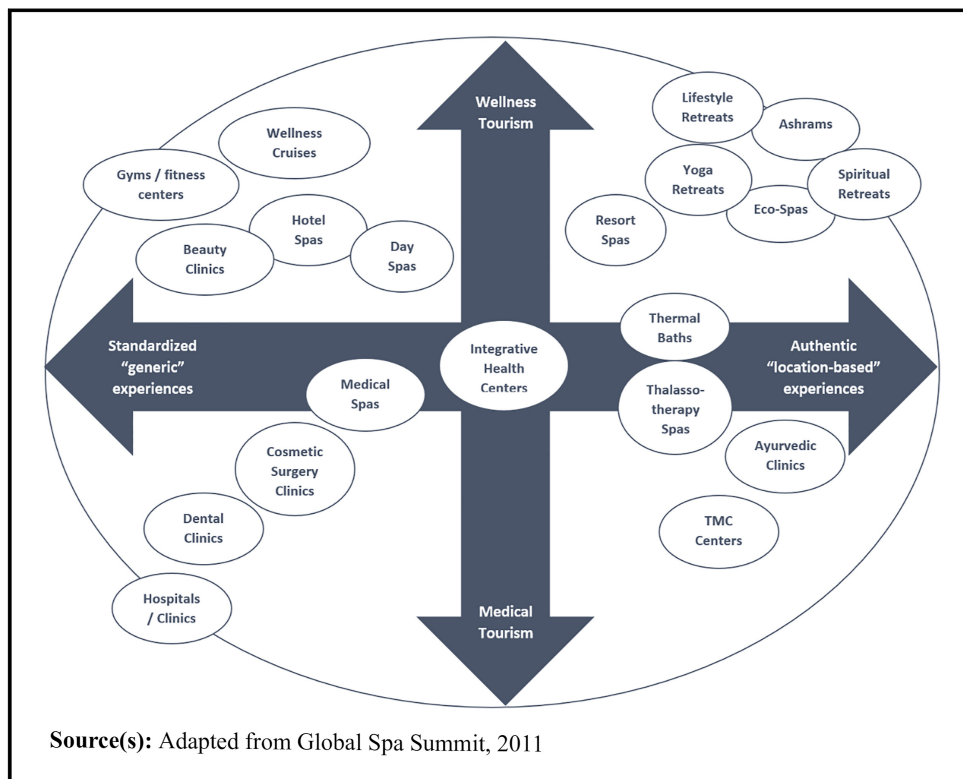 Wellness
Tourism
Lifestyle
Retreats
Ashrams
Wellness
Cruises
Gyms / fitness
centers
Yoga
Retreats
Spiritual
Retreats
Eco-Spas
Hotel
Spas
Resort
Spas
Beauty
Clinics
Day
Spas
Standardized
"generic"
experiences
Integrative
Health
Centers
Thermal
Baths
Authentic
"location-based"
experiences
Medical
Spas
Thalasso-
therapy
Spas
Cosmetic
Surgery
Clinics
Ayurvedic
Clinics
Dental
Clinics
TMC
Centers
Hospitals
/ Clinics
Medical
Tourism
Source(s): Adapted from Global Spa Summit, 2011